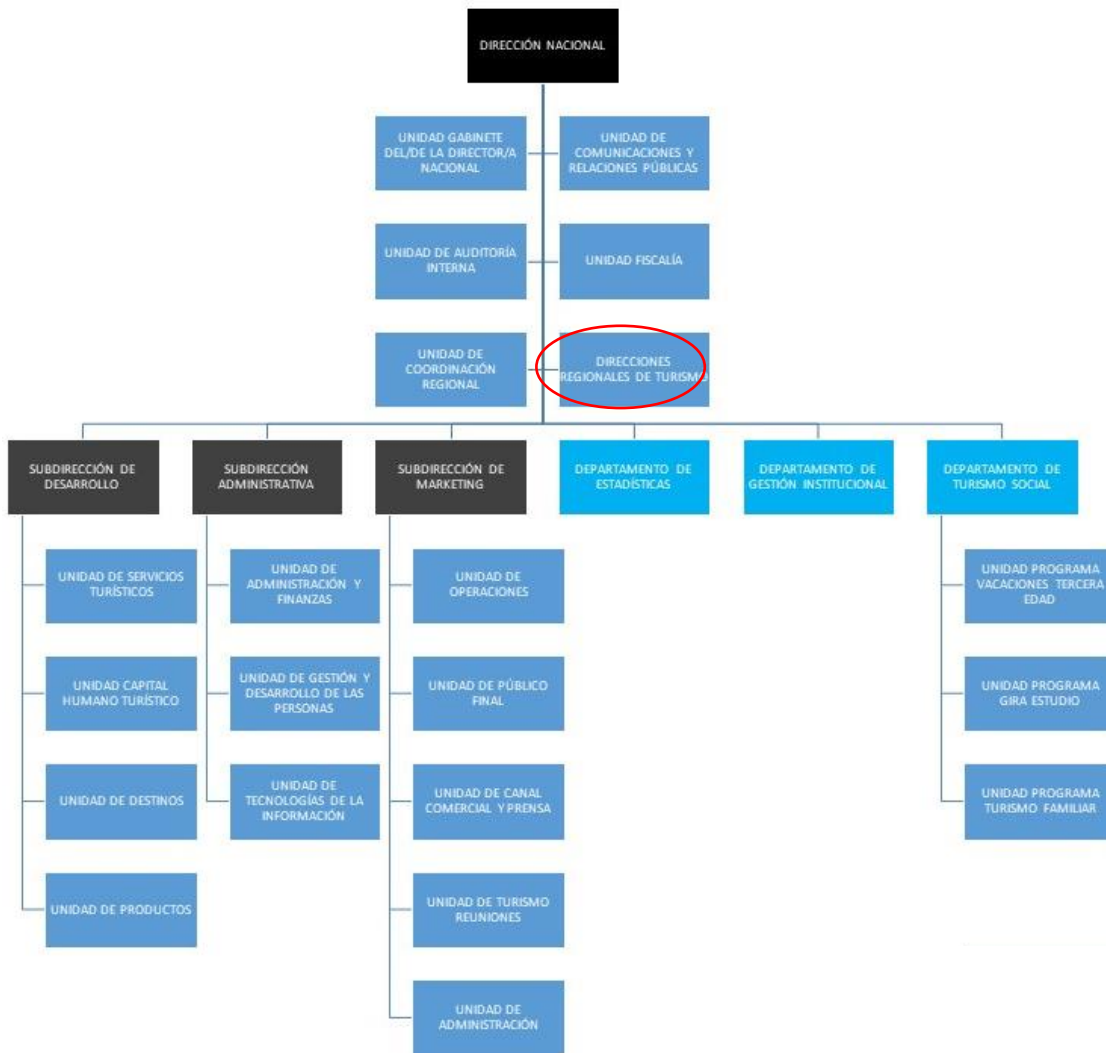 DIRECCIÓN NACIONAL
UNIDAD GABINETE
DEL/DE LA DIRECTOR/A
NACIONAL
UNIDAD DE
COMUNICACIONES Y
RELACIONES PÚBLICAS
UNIDAD DE AUDITORÍA
INTERNA
UNIDAD FISCALÍA
UNIDAD DE
COORDINACIÓN
REGIONAL
DIRECCIONES
REGIONALES DE TURISMO
SUBDIRECCIÓN DE
DESARROLLO
SUBDIRECCIÓN
ADMINISTRATIVA
SUBDIRECCIÓN DE
MARKETING
DEPARTAMENTO DE
ESTADÍSTICAS
DEPARTAMENTO DE
GESTIÓN INSTITUCIONAL
DEPARTAMENTO DE
TURISMO SOCIAL
UNIDAD DE SERVICIOS
TURÍSTICOS
UNIDAD CAPITAL
HUMANO TURÍSTICO
UNIDAD DE DESTINOS
UNIDAD DE PRODUCTOS
UNIDAD DE
ADMINISTRACIÓN Y
FINANZAS
UNIDAD DE GESTIÓN Y
DESARROLLO DE LAS
PERSONAS
UNIDAD DE
TECNOLOGÍAS DE LA
INFORMACIÓN
UNIDAD DE
OPERACIONES
UNIDAD DE PÚBLICO
FINAL
UNIDAD DE CANAL
COMERCIAL Y PRENSA
UNIDAD DE TURISMO
REUNIONES
UNIDAD DE
ADMINISTRACIÓN
UNIDAD PROGRAMA
VACACIONES TERCERA
EDAD
UNIDAD PROGRAMA
GIRA ESTUDIO
UNIDAD PROGRAMA
TURISMO FAMILIAR